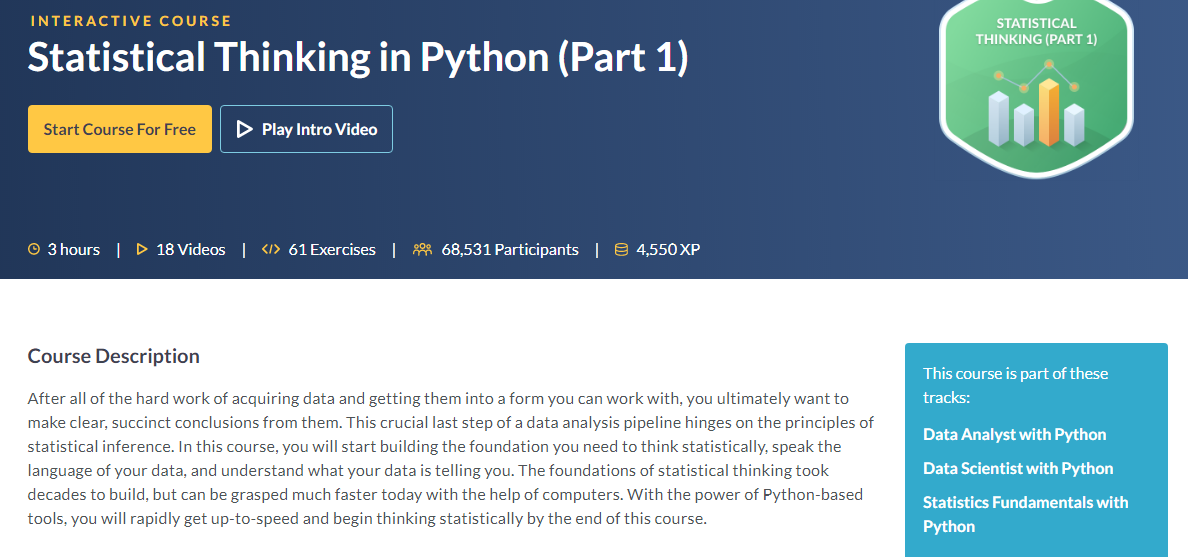 INTERACTIVE COURSE
Statistical Thinking in Python (Part 1)
STATISTICAL
THINKING (PART 1)
Start Course For Free
Play Intro Video
3 hours | 18 Videos | 61 Exercises | 68,531 Participants | 4,550 XP
Course Description
After all of the hard work of acquiring data and getting them into a form you can work with, you ultimately want to
make clear, succinct conclusions from them. This crucial last step of a data analysis pipeline hinges on the principles of
statistical inference. In this course, you will start building the foundation you need to think statistically, speak the
language of your data, and understand what your data is telling you. The foundations of statistical thinking took
decades to build, but can be grasped much faster today with the help of computers. With the power of Python-based
tools, you will rapidly get up-to-speed and begin thinking statistically by the end of this course.
This course is part of these
tracks:
Data Analyst with Python
Data Scientist with Python
Statistics Fundamentals with
Python